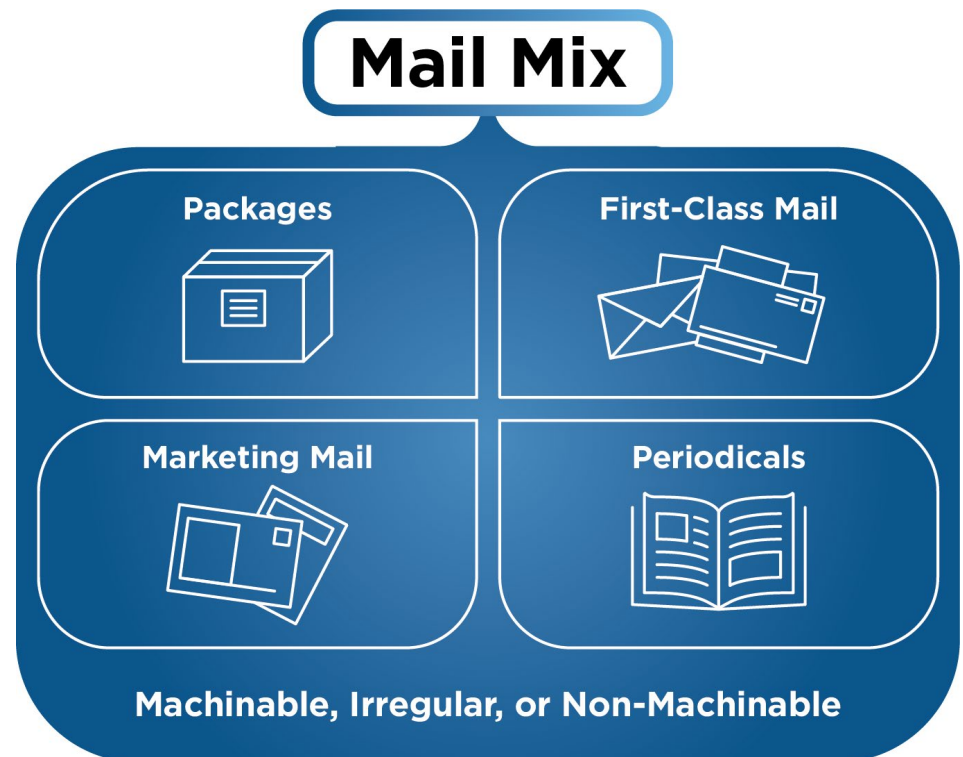 Mail Mix
Packages
First-Class Mail
Marketing Mail
Periodicals
Machinable, Irregular, or Non-Machinable